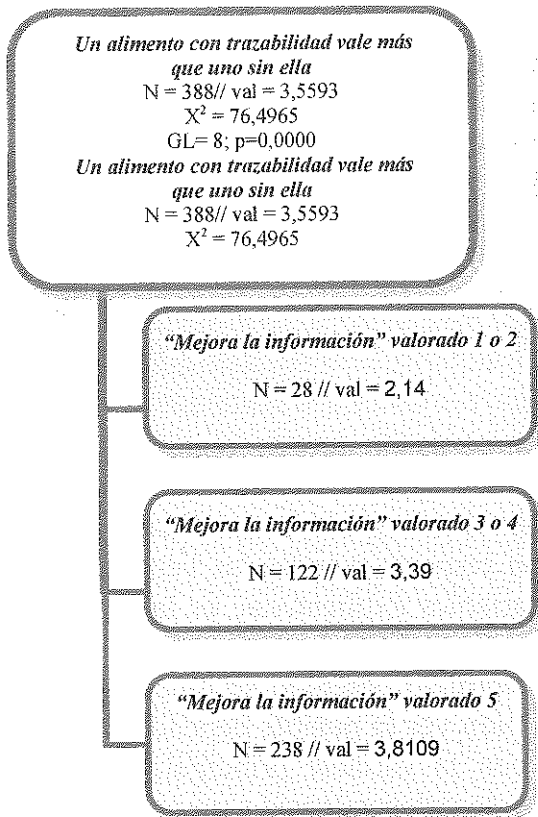 Un alimento con trazabilidad vale más
que uno sin ella
N = 388// val = 3,5593
X² = 76,4965
GL= 8; p=0,0000
Un alimento con trazabilidad vale más
que uno sin ella
N = 388// val = 3,5593
X² = 76,4965
“Mejora la información” valorado 1 o 2
N = 28 // val = 2,14
“Mejora la información” valorado 3 o 4
N = 122 // val = 3,39
“Mejora la información” valorado 5
N = 238 // val = 3,8109